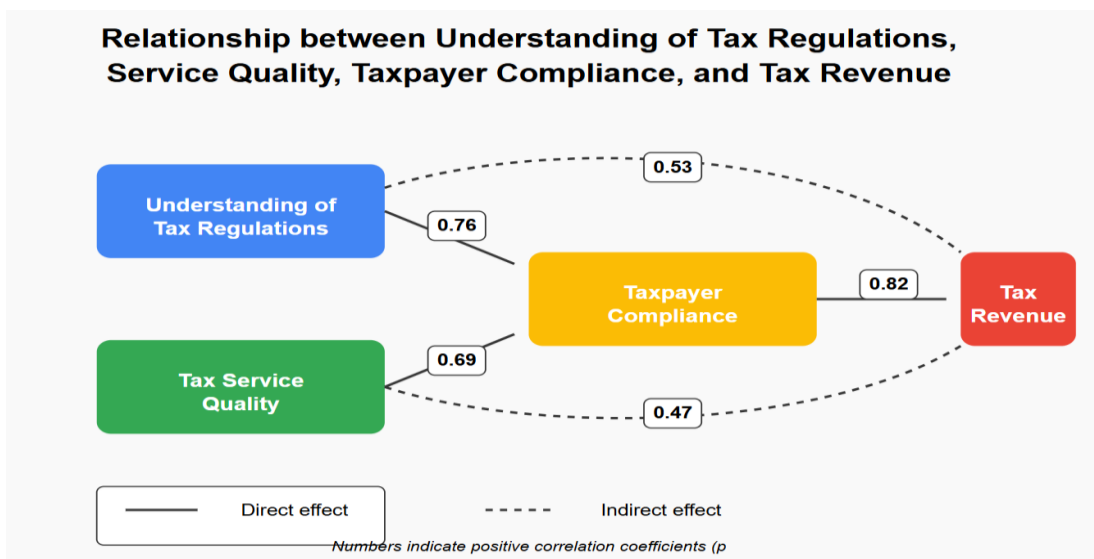 Relationship between Understanding of Tax Regulations,
Service Quality, Taxpayer Compliance, and Tax Revenue
0.53
Understanding of
Tax Regulations
0.76
Taxpayer
Compliance
0.82
Tax
Revenue
0.69
Tax Service
Quality
0.47
Direct effect
Indirect effect
Numbers indicate positive correlation coefficients (p